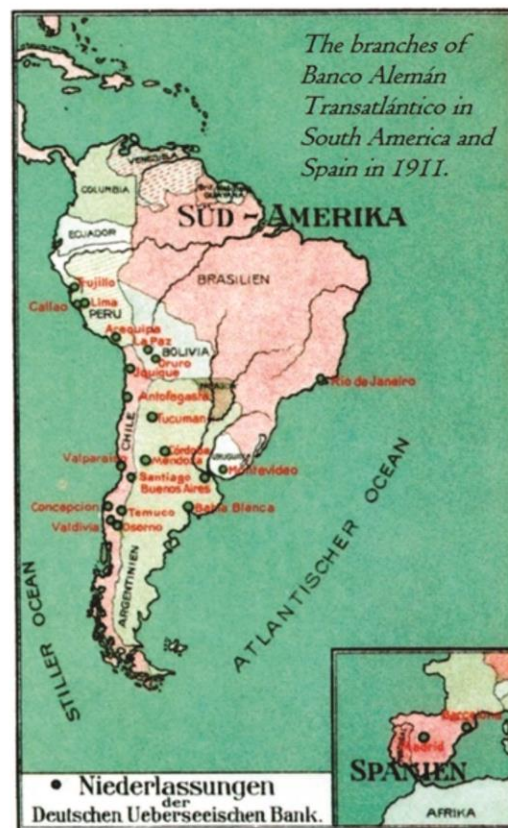 The branches of
Banco Alemán
Transatlántico in
South America and
Spain in 1911.
VENEZUELA
COLUMBIA
GUAYANA
SÜD - AMERIKA
ECUADOR
BRASILIEN
Trujillo
Callao
Lima
PERU
Arequipa
La Paz
BOLIVIA
Oruro
Iquique
Rio de Janeiro
Antofagasta
Tucuman
CHILE
Córdoba
Valparaiso
Mendoza
URUGUAY
Montevideo
Santiago
Buenos Aires
Concepcion
Temuco
Bahia Blanca
Valdivia
Osorno
ARGENTINIEN
ATLANTISCHER OCEAN
STILLER OCEAN
Barcelona
Madrid
SPANIEN
AFRIKA
• Niederlassungen
der
Deutschen Ueberseeischen Bank.